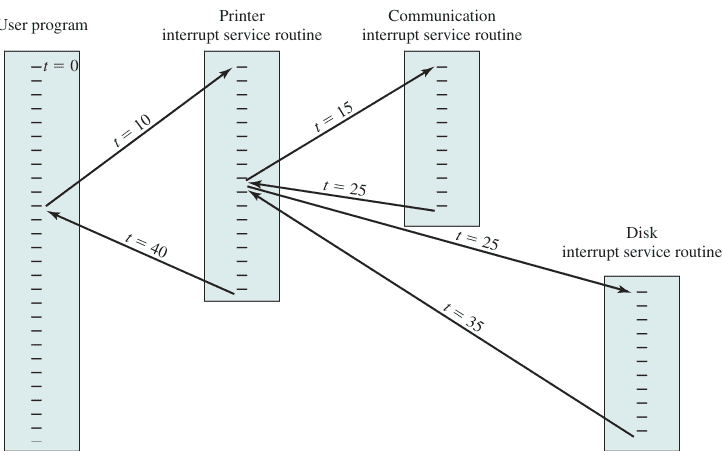 User program
Printer
interrupt service routine
Communication
interrupt service routine
t = 0
t = 10
t = 15
t = 25
t = 25
t = 40
t = 35
Disk
interrupt service routine